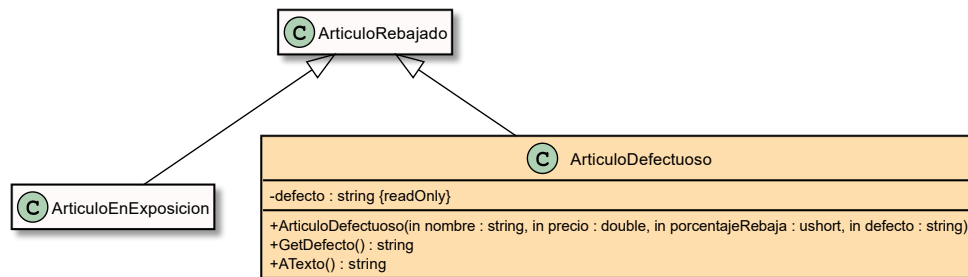 C ArticuloRebajado
C ArticuloEnExposicion
C ArticuloDefectuoso
-defecto : string {readOnly}
+ArticuloDefectuoso(in nombre : string, in precio : double, in porcentajeRebaja : ushort, in defecto : string)
+GetDefecto() : string
+ATexto() : string